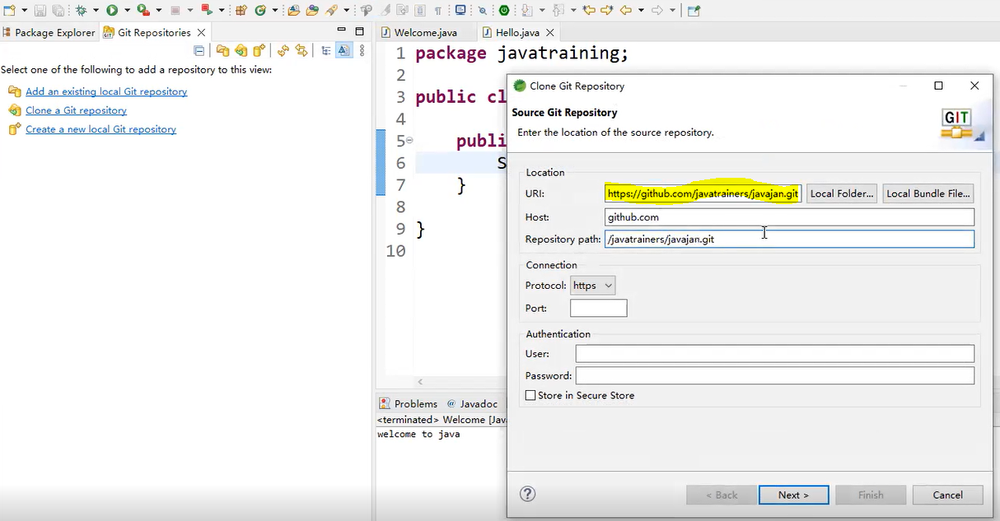 Package Explorer
Git Repositories
Select one of the following to add a repository to this view:
Add an existing local Git repository
Clone a Git repository
Create a new local Git repository
Welcome.java
Hello.java
1 package javatraining;
2
3 public cl
4
5 publi
6 S
7 }
8
9 }
10
Problems
@ Javadoc
<terminated> Welcome [Jav
welcome to java
Clone Git Repository
Source Git Repository
Enter the location of the source repository.
GIT
Location
URI: https://github.com/javatrainers/javajan.git Local Folder... Local Bundle File...
Host: github.com
Repository path: /javatrainers/javajan.git
Connection
Protocol: https
Port:
Authentication
User:
Password:
Store in Secure Store
< Back Next > Finish Cancel